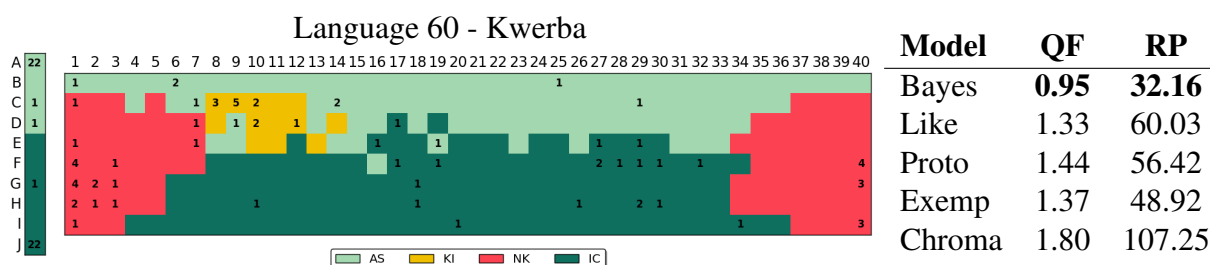 Language 60 - Kwerba
1 2 3 4 5 6 7 8 9 10 11 12 13 14 15 16 17 18 19 20 21 22 23 24 25 26 27 28 29 30 31 32 33 34 35 36 37 38 39 40
A 22
B 1 2 1
C 1 1 1 3 5 2 2 1
D 1 1 1 2 1 1
E 1 1 1 1 1 1
F 4 1 1 1 2 1 1 1 1 4
G 1 4 2 1 1 3
H 2 1 1 1 1 1 2 1
I 1 1 1 3
J 22
AS KI NK IC
Model QF RP
Bayes 0.95 32.16
Like 1.33 60.03
Proto 1.44 56.42
Exemp 1.37 48.92
Chroma 1.80 107.25